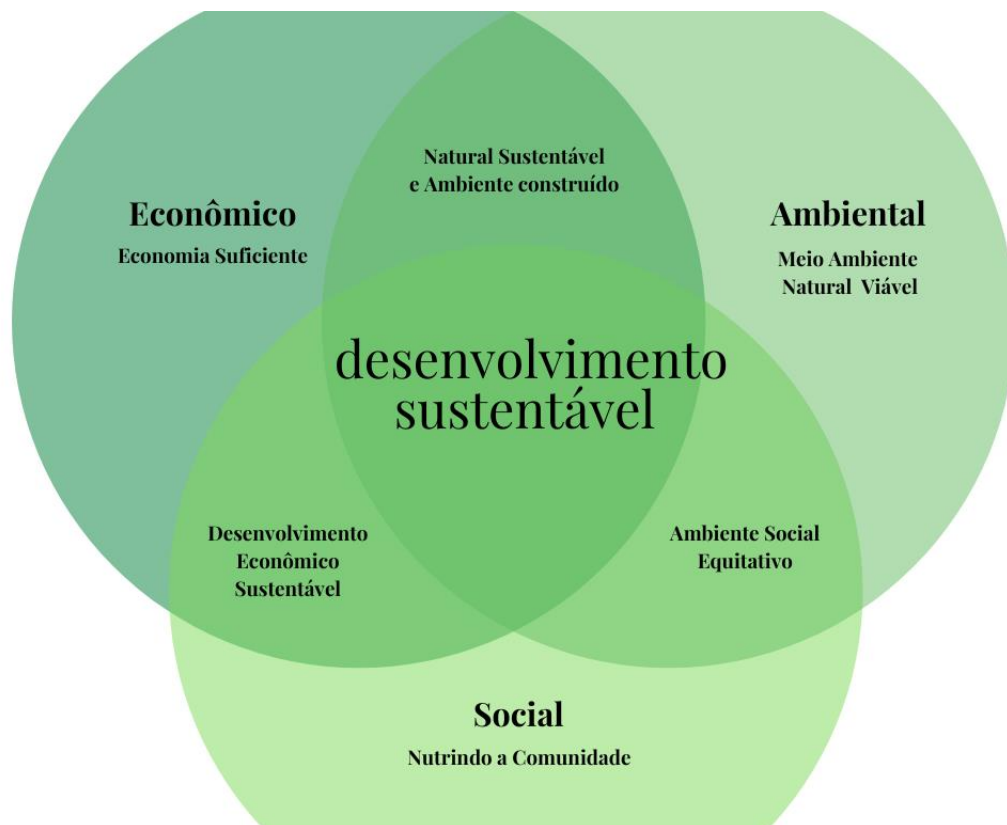 Natural Sustentável
e Ambiente construído
Econômico
Economia Suficiente
Ambiental
Meio Ambiente
Natural Viável
desenvolvimento
sustentável
Desenvolvimento
Econômico
Sustentável
Ambiente Social
Equitativo
Social
Nutrindo a Comunidade